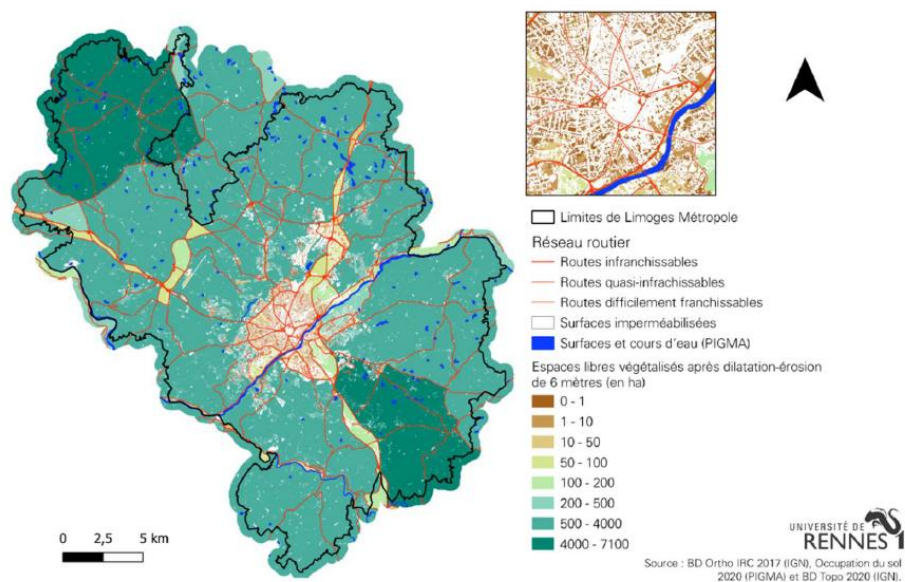 Limites de Limoges Métropole
Réseau routier
Routes infranchissables
Routes quasi-infrachissables
Routes difficilement franchissables
Surfaces imperméabilisées
Surfaces et cours d'eau (PIGMA)
Espaces libres végétalisés après dilatation-érosion
de 6 mètres (en ha)
0 - 1
1 - 10
10 - 50
50 - 100
100 - 200
200 - 500
500 - 4000
4000 - 7100
0 2,5 5 km
UNIVERSITÉ DE
RENNES 1
Source : BD Ortho IRC 2017 (IGN), Occupation du sol
2020 (PIGMA) et BD Topo 2020 (IGN).